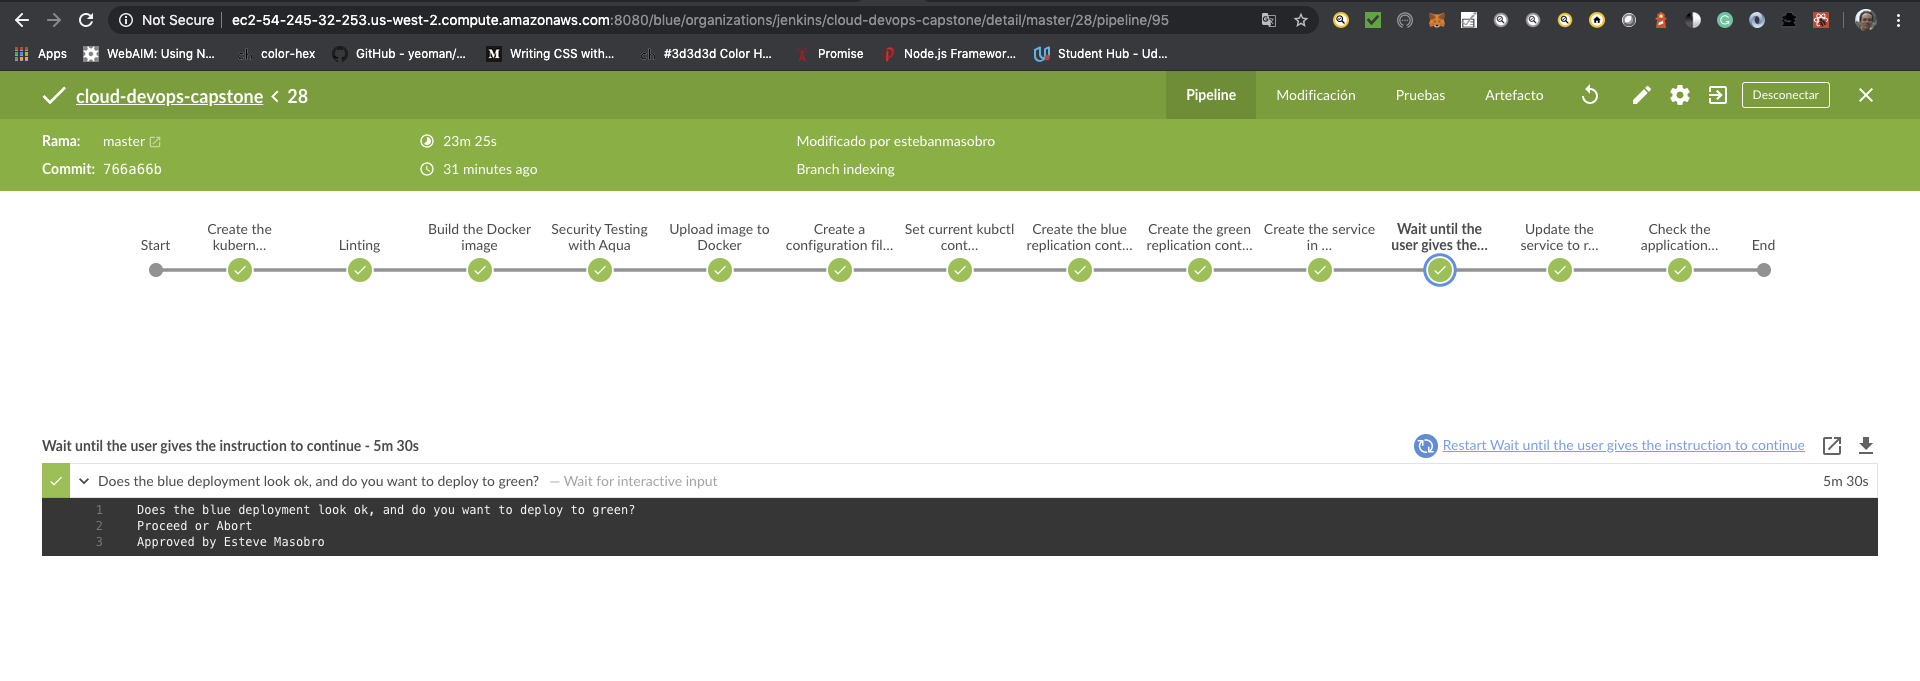 Not Secure ec2-54-245-32-253.us-west-2.compute.amazonaws.com:8080/blue/organizations/jenkins/cloud-devops-capstone/detail/master/28/pipeline/95
Apps WebAIM: Using N... color-hex GitHub - yeoman/... Writing CSS with... #3d3d3d Color H... Promise Node.js Framewor... Student Hub - Ud...
cloud-devops-capstone < 28 Pipeline Modificación Pruebas Artefacto Desconectar
Rama: master 23m 25s Modificado por estebanmasobro
Commit: 766a66b 31 minutes ago Branch indexing
Start
Create the
kubern...
Linting
Build the Docker
image
Security Testing
with Aqua
Upload image to
Docker
Create a
configuration fil...
Set current kubctl
cont...
Create the blue
replication cont...
Create the green
replication cont...
Create the service
in ...
Wait until the
user gives the...
Update the
service to r...
Check the
application...
End
Wait until the user gives the instruction to continue - 5m 30s Restart Wait until the user gives the instruction to continue
Does the blue deployment look ok, and do you want to deploy to green? — Wait for interactive input 5m 30s
1 Does the blue deployment look ok, and do you want to deploy to green?
2 Proceed or Abort
3 Approved by Esteve Masobro